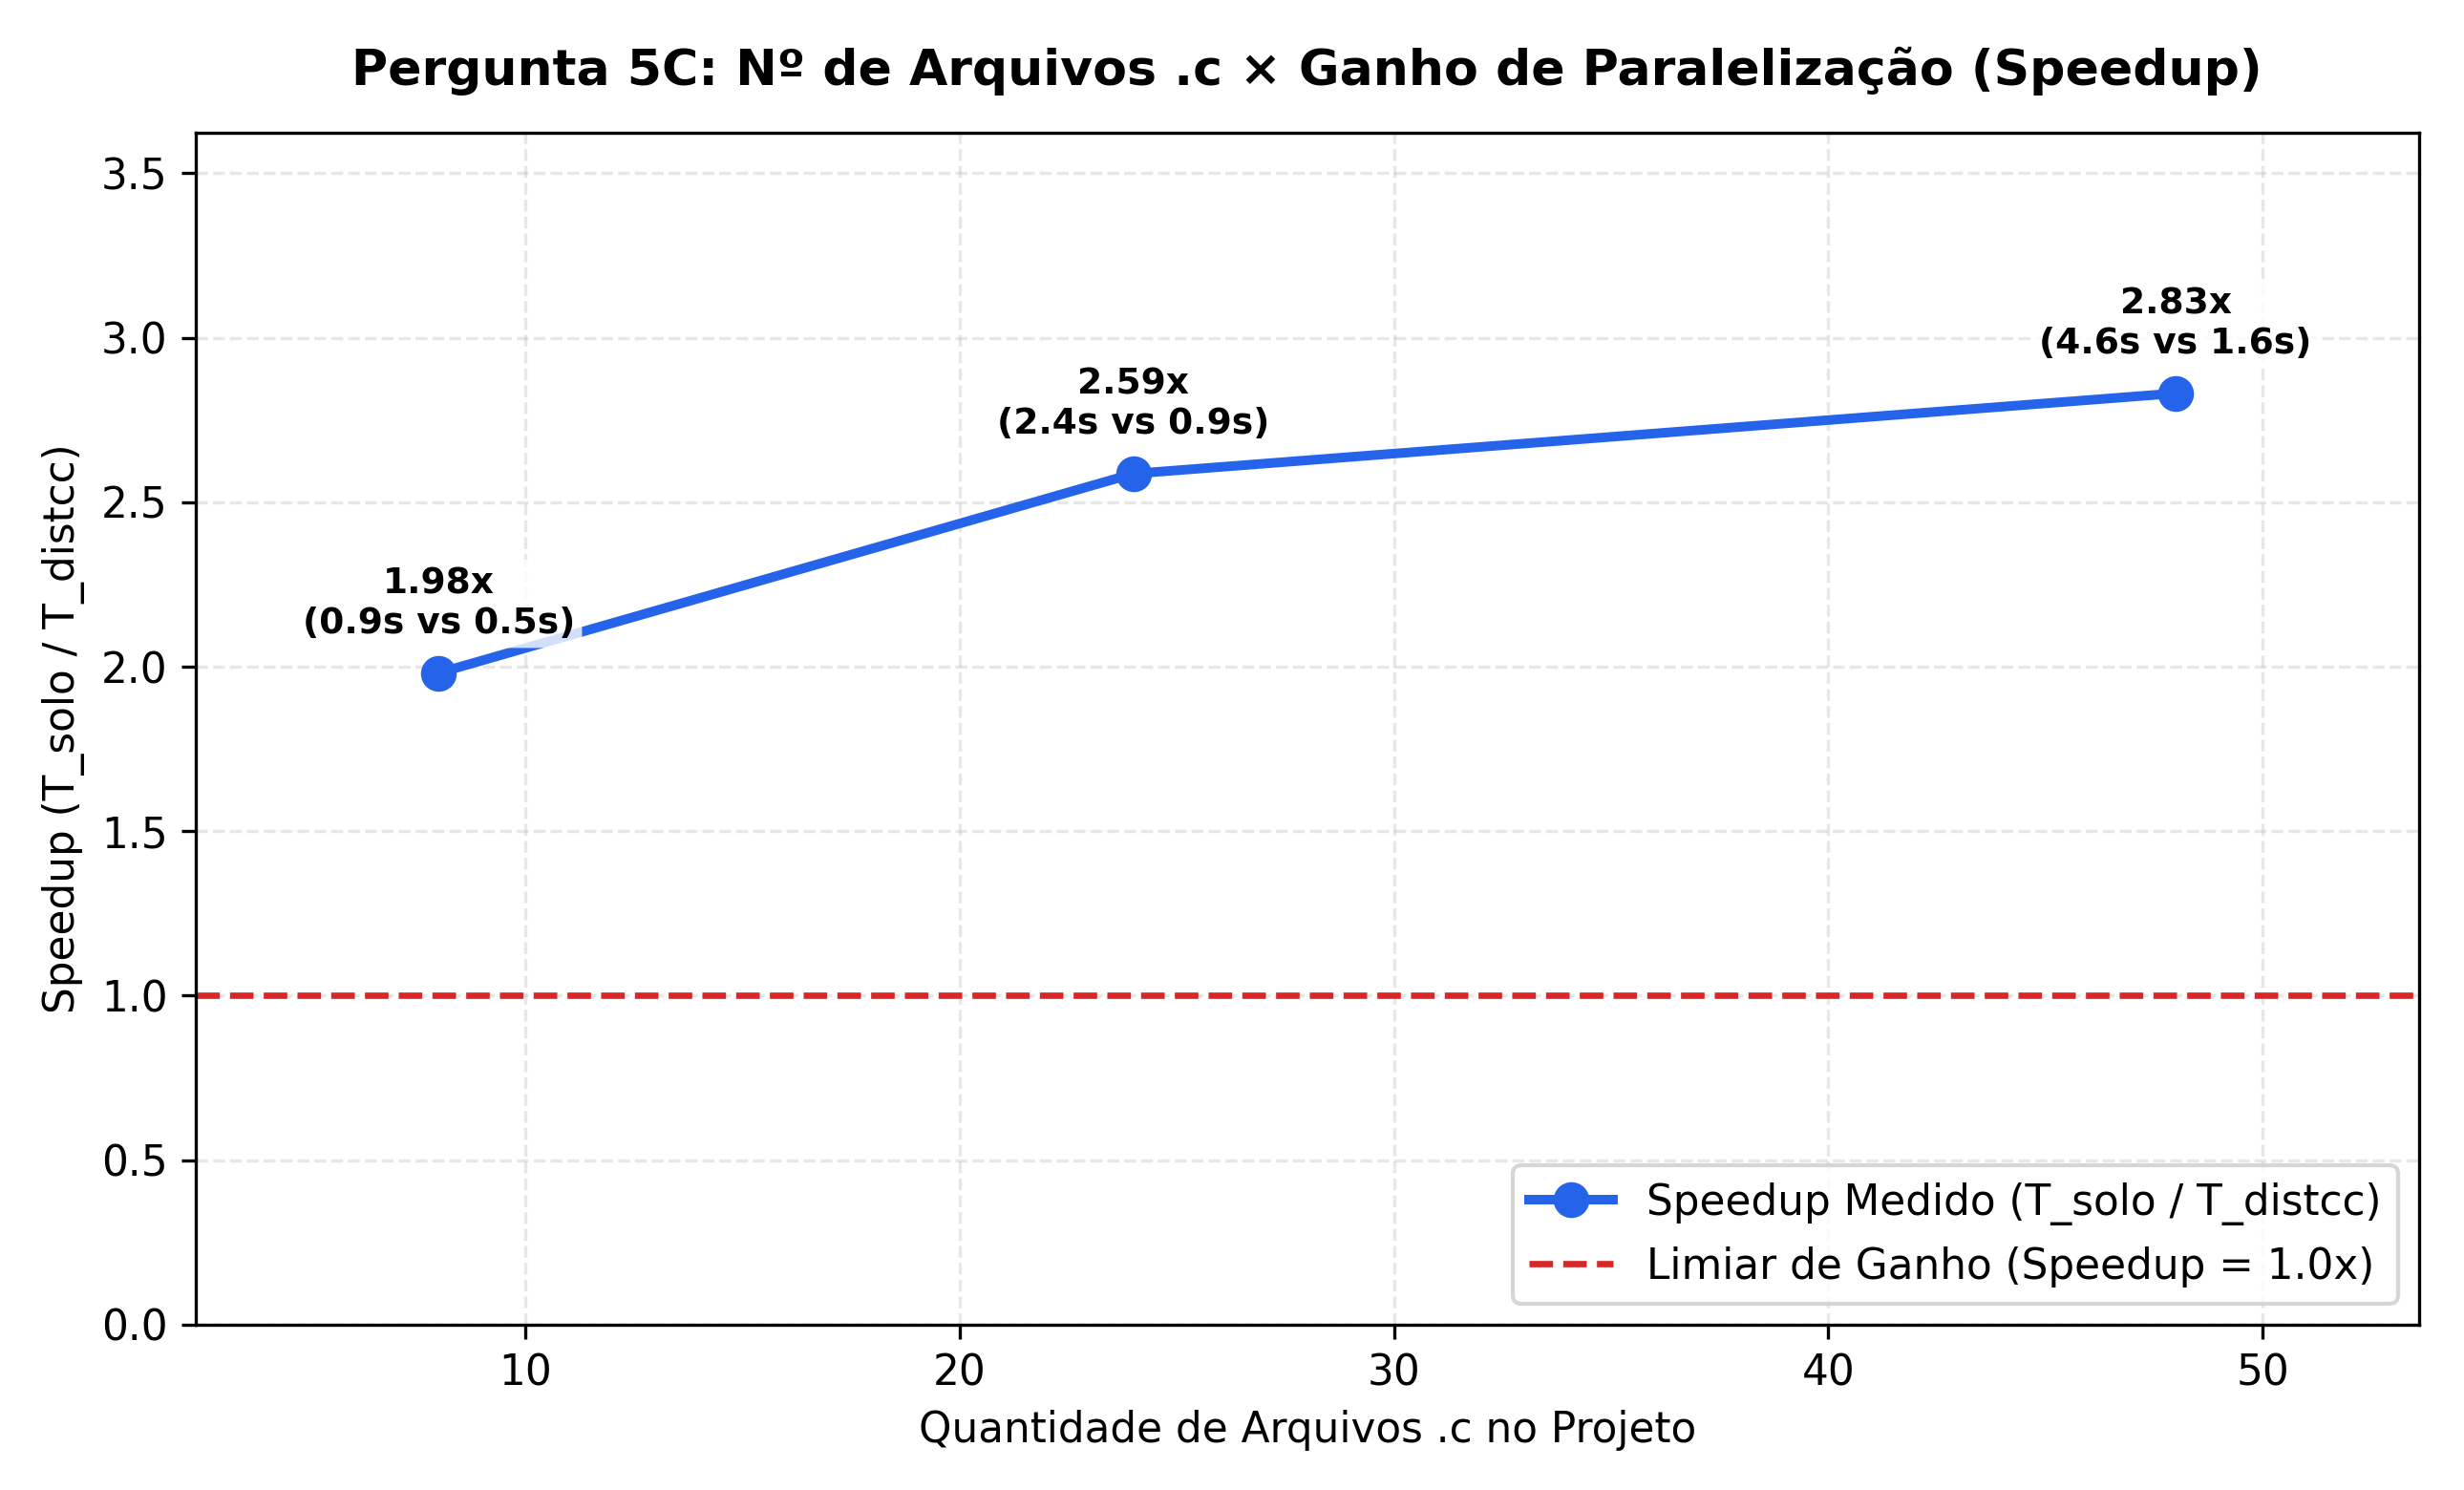 Pergunta 5C: Nº de Arquivos .c × Ganho de Paralelização (Speedup)
Speedup (T_solo / T_distcc)
3.5
3.0
2.5
2.0
1.5
1.0
0.5
0.0
1.98x
(0.9s vs 0.5s)
2.59x
(2.4s vs 0.9s)
2.83x
(4.6s vs 1.6s)
Speedup Medido (T_solo / T_distcc)
Limiar de Ganho (Speedup = 1.0x)
10 20 30 40 50
Quantidade de Arquivos .c no Projeto